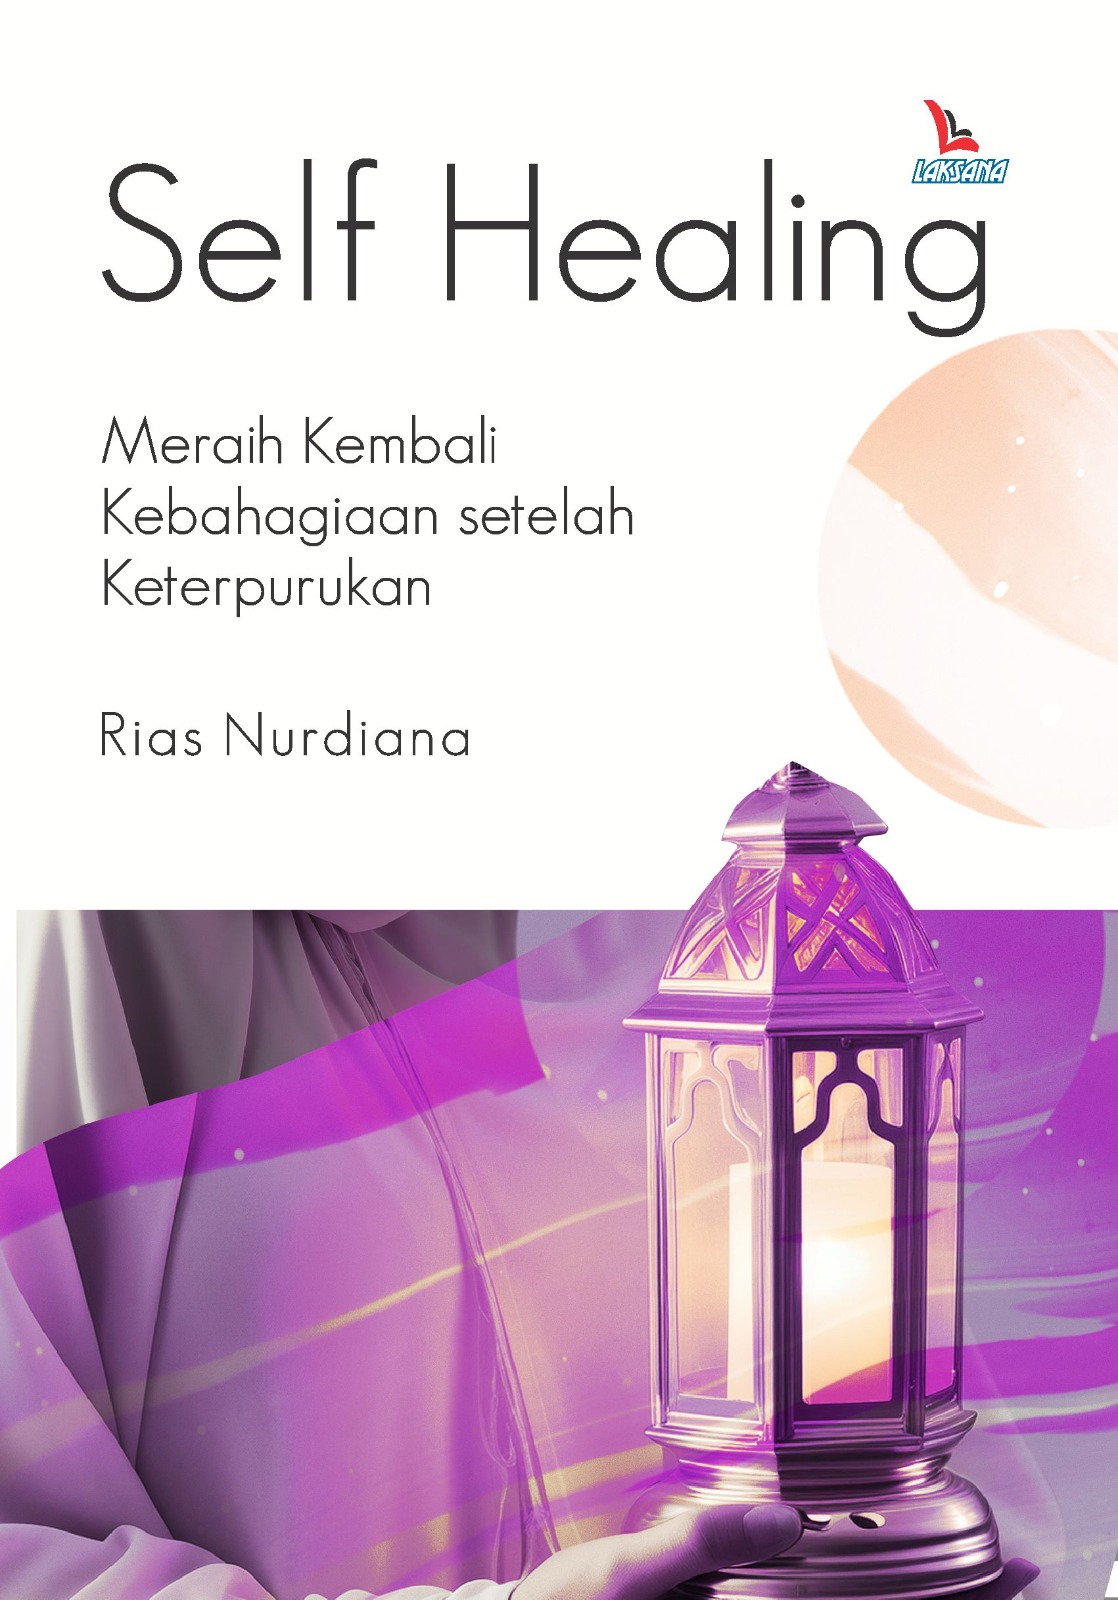 LAKSANA
Self Healing
Meraih Kembali
Kebahagiaan setelah
Keterpurukan
Rias Nurdiana